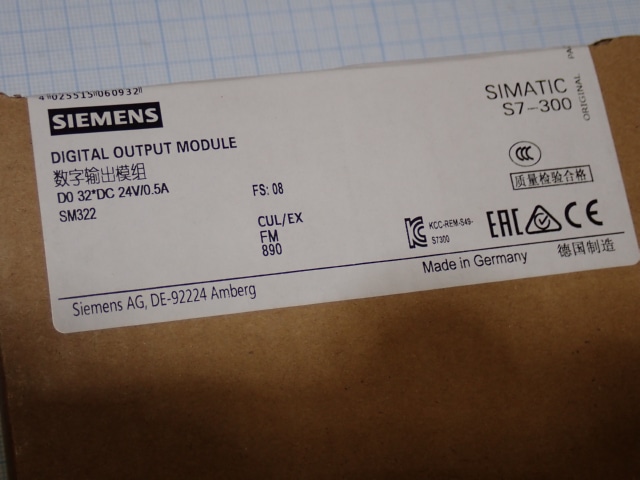 4 025515 060932
SIEMENS
SIMATIC
S7-300
ORIGINAL
DIGITAL OUTPUT MODULE
数字输出模组
DO 32*DC 24V/0.5A
SM322
FS: 08
CUL/EX
FM
890
CCC
质量检验合格
KCC-REM-S49-
S7300
EAC
CE
Made in Germany
德国制造
Siemens AG, DE-92224 Amberg